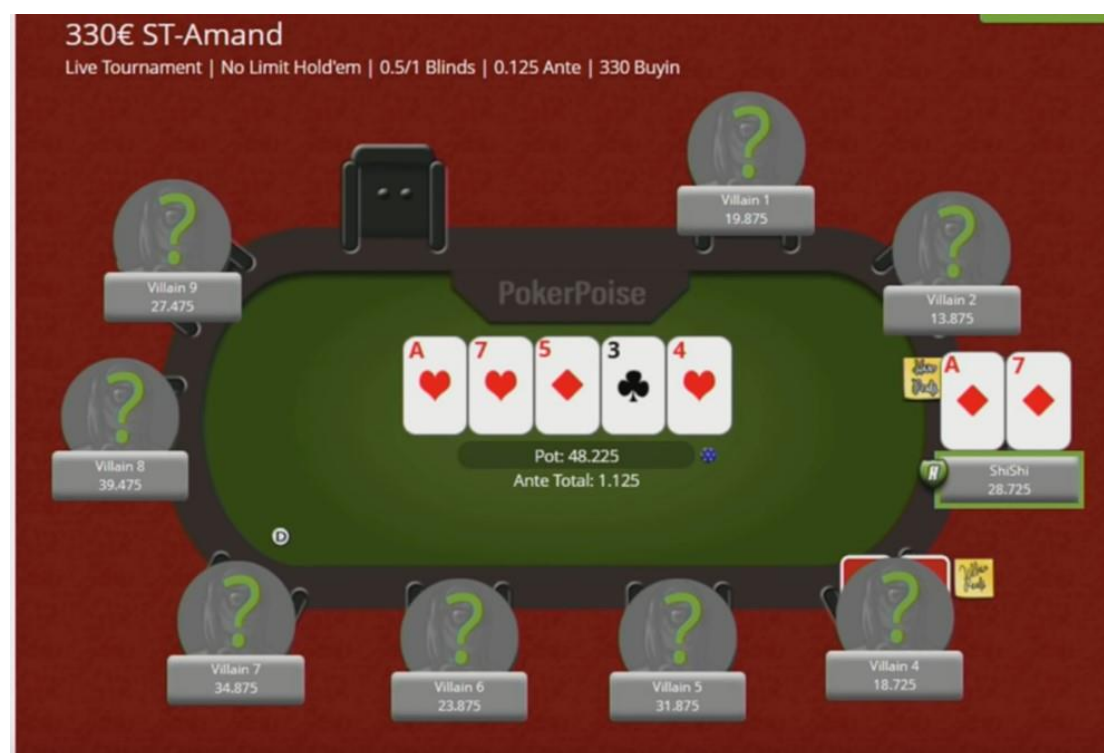 330€ ST-Amand
Live Tournament | No Limit Hold'em | 0.5/1 Blinds | 0.125 Ante | 330 Buyin
Villain 1
19.875
Villain 9
27.475
Villain 2
13.875
PokerPoise
A 7 5 3 4
A 7
Pot: 48.225
Ante Total: 1.125
Villain 8
39.475
H
ShiShi
28.725
D
Villain 7
34.875
Villain 6
23.875
Villain 5
31.875
Villain 4
18.725